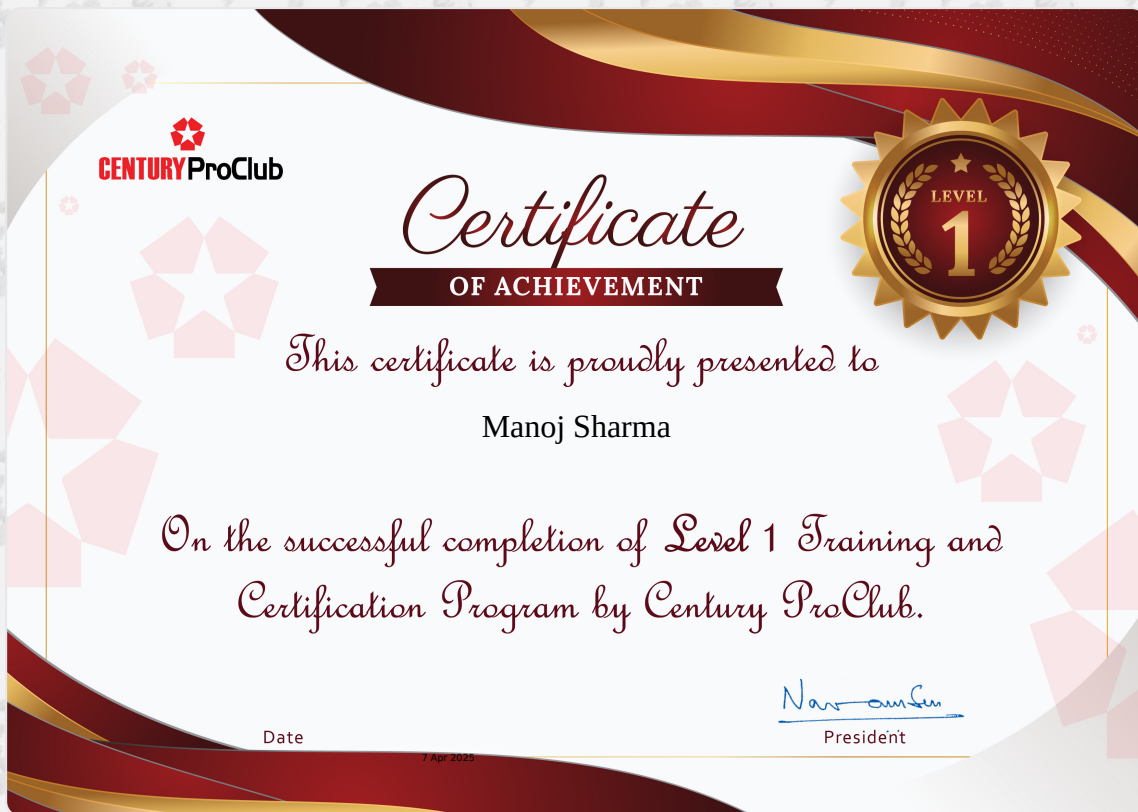 CENTURY ProClub
LEVEL
1
Certificate
OF ACHIEVEMENT
This certificate is proudly presented to
Manoj Sharma
On the successful completion of Level 1 Training and
Certification Program by Century ProClub.
Date
President
7 Apr 2025